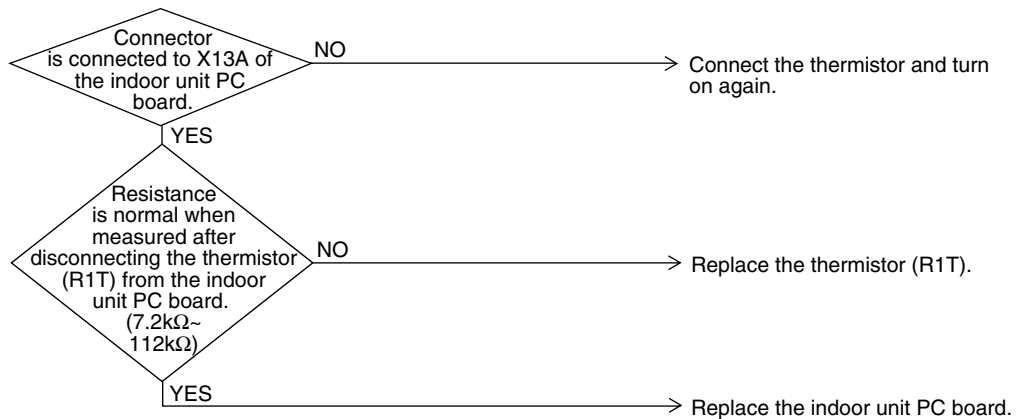 Connector
is connected to X13A of
the indoor unit PC
board.
NO
Connect the thermistor and turn
on again.
YES
Resistance
is normal when
measured after
disconnecting the thermistor
(R1T) from the indoor
unit PC board.
(7.2kΩ~
112kΩ)
NO
Replace the thermistor (R1T).
YES
Replace the indoor unit PC board.